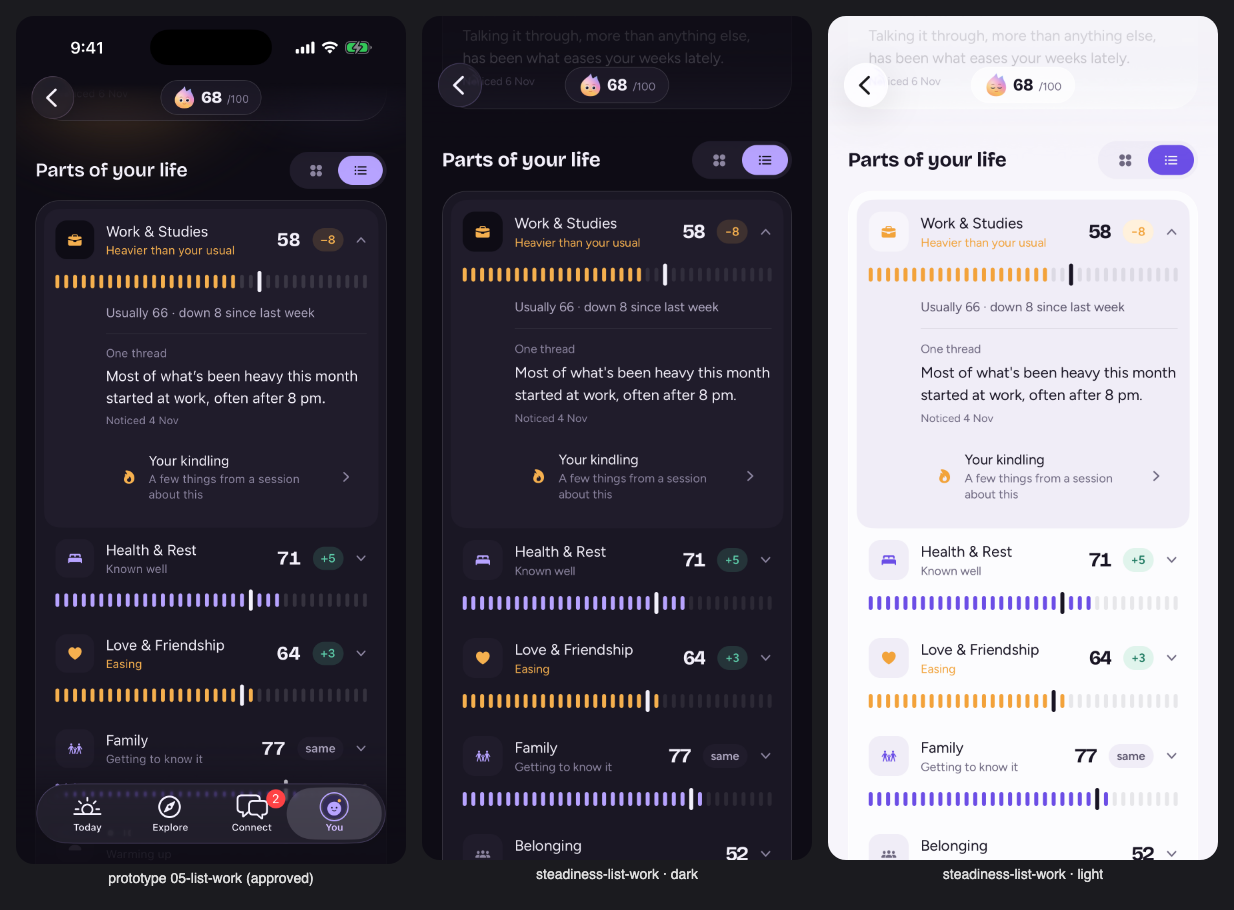 9:41
68 /100
Parts of your life
Work & Studies
58
−8
Heavier than your usual
Usually 66 · down 8 since last week
One thread
Most of what's been heavy this month
started at work, often after 8 pm.
Noticed 4 Nov
Your kindling
A few things from a session
about this
Health & Rest
71
+5
Known well
Love & Friendship
64
+3
Easing
Family
77
same
Getting to know it
2
Today
Explore
Connect
You
Warming up
prototype 05-list-work (approved)
Talking it through, more than anything else,
has been what eases your weeks lately.
6 Nov
68 /100
Parts of your life
Work & Studies
58
-8
Heavier than your usual
Usually 66 · down 8 since last week
One thread
Most of what's been heavy this month
started at work, often after 8 pm.
Noticed 4 Nov
Your kindling
A few things from a session
about this
Health & Rest
71
+5
Known well
Love & Friendship
64
+3
Easing
Family
77
same
Getting to know it
Belonging
52
steadiness-list-work · dark
Talking it through, more than anything else,
has been what eases your weeks lately.
6 Nov
68 /100
Parts of your life
Work & Studies
58
-8
Heavier than your usual
Usually 66 · down 8 since last week
One thread
Most of what's been heavy this month
started at work, often after 8 pm.
Noticed 4 Nov
Your kindling
A few things from a session
about this
Health & Rest
71
+5
Known well
Love & Friendship
64
+3
Easing
Family
77
same
Getting to know it
Belonging
52
steadiness-list-work · light